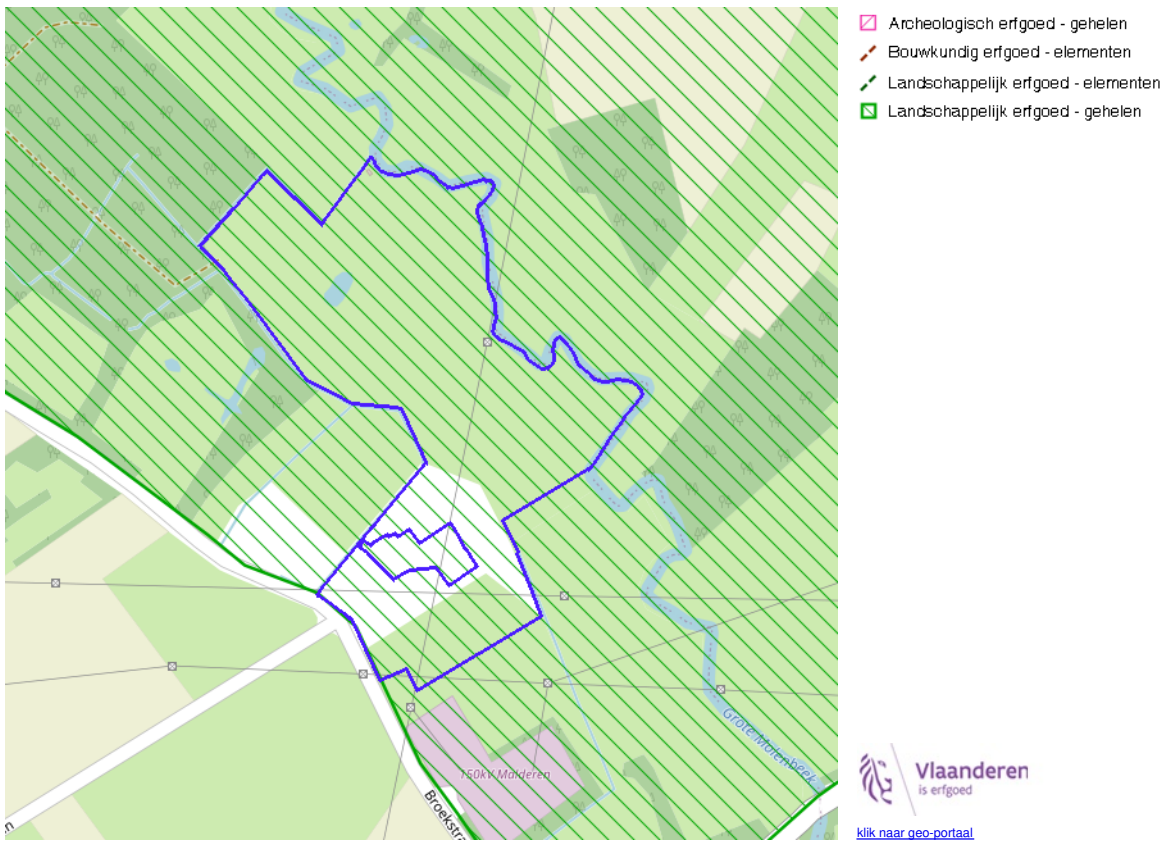 Archeologisch erfgoed - gehelen
Bouwkundig erfgoed - elementen
Landschappelijk erfgoed - elementen
Landschappelijk erfgoed - gehelen
Grote Molenbeek
150kV Malderen
Vlaanderen
is erfgoed
klik naar geo-portaal